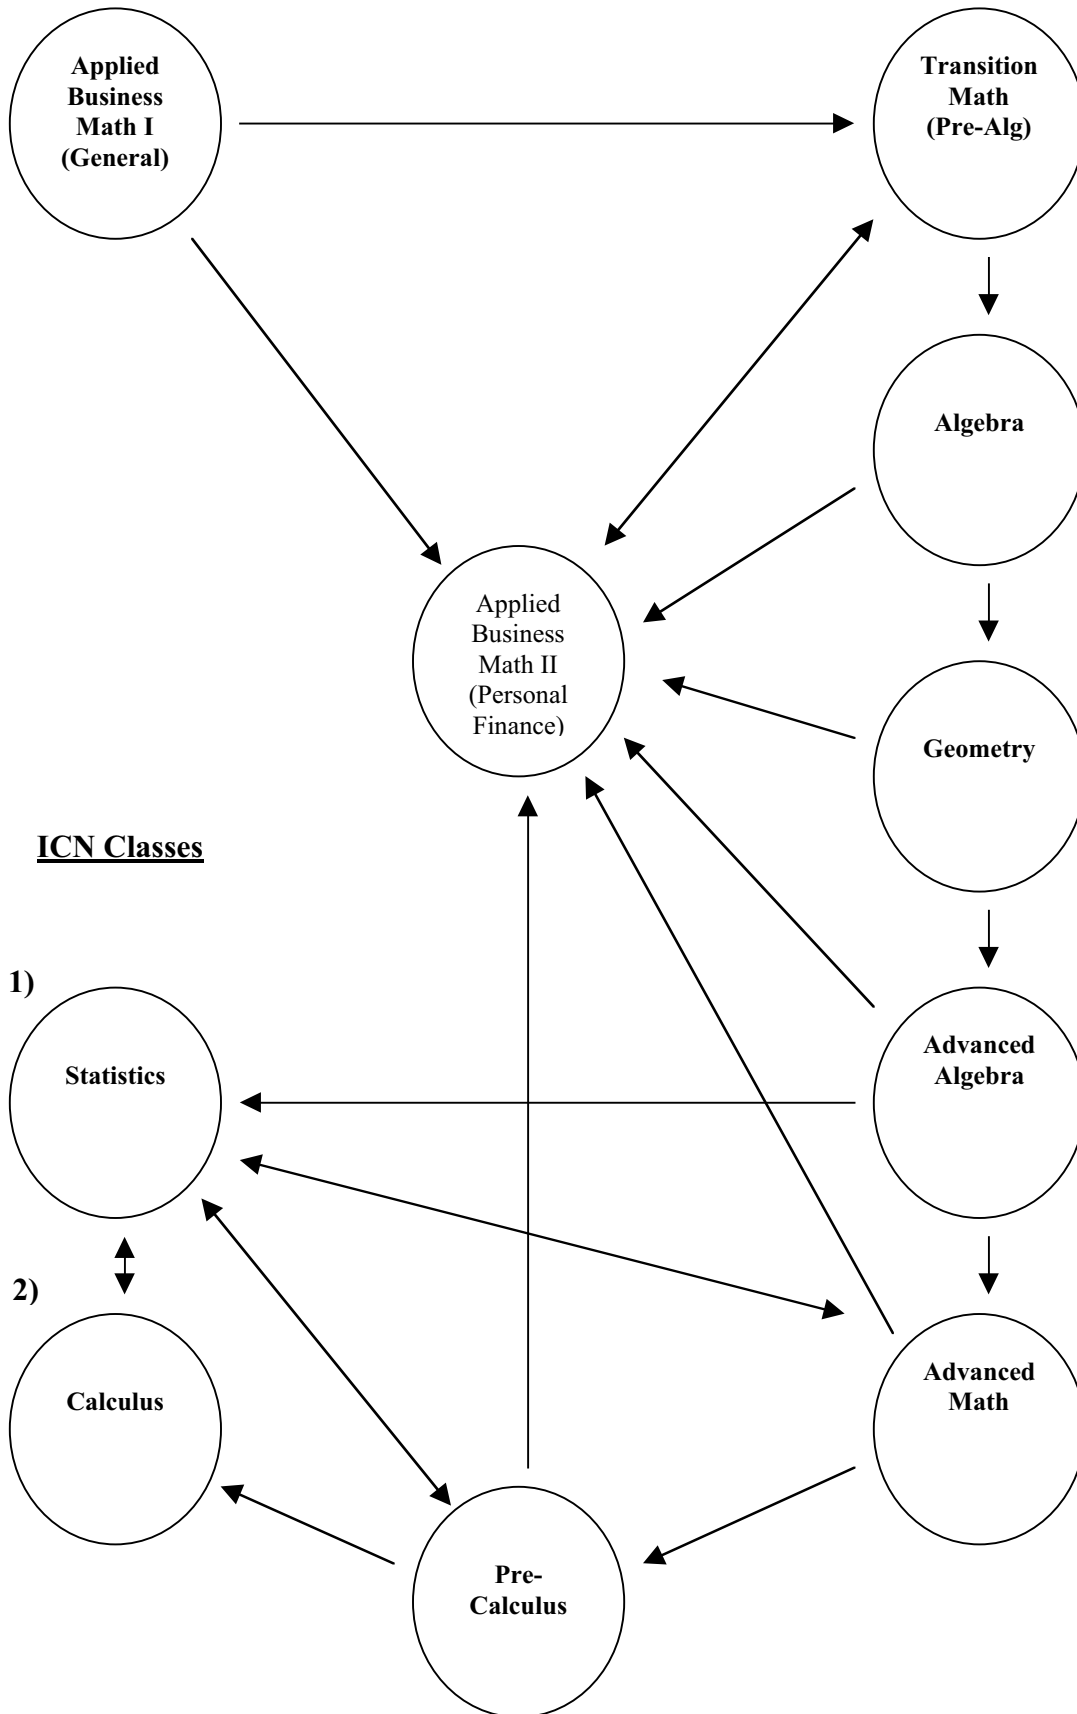 Applied
Business
Math I
(General)
Transition
Math
(Pre-Alg)
Algebra
Applied
Business
Math II
(Personal
Finance)
Geometry
ICN Classes
1)
Statistics
Advanced
Algebra
2)
Calculus
Advanced
Math
Pre-
Calculus